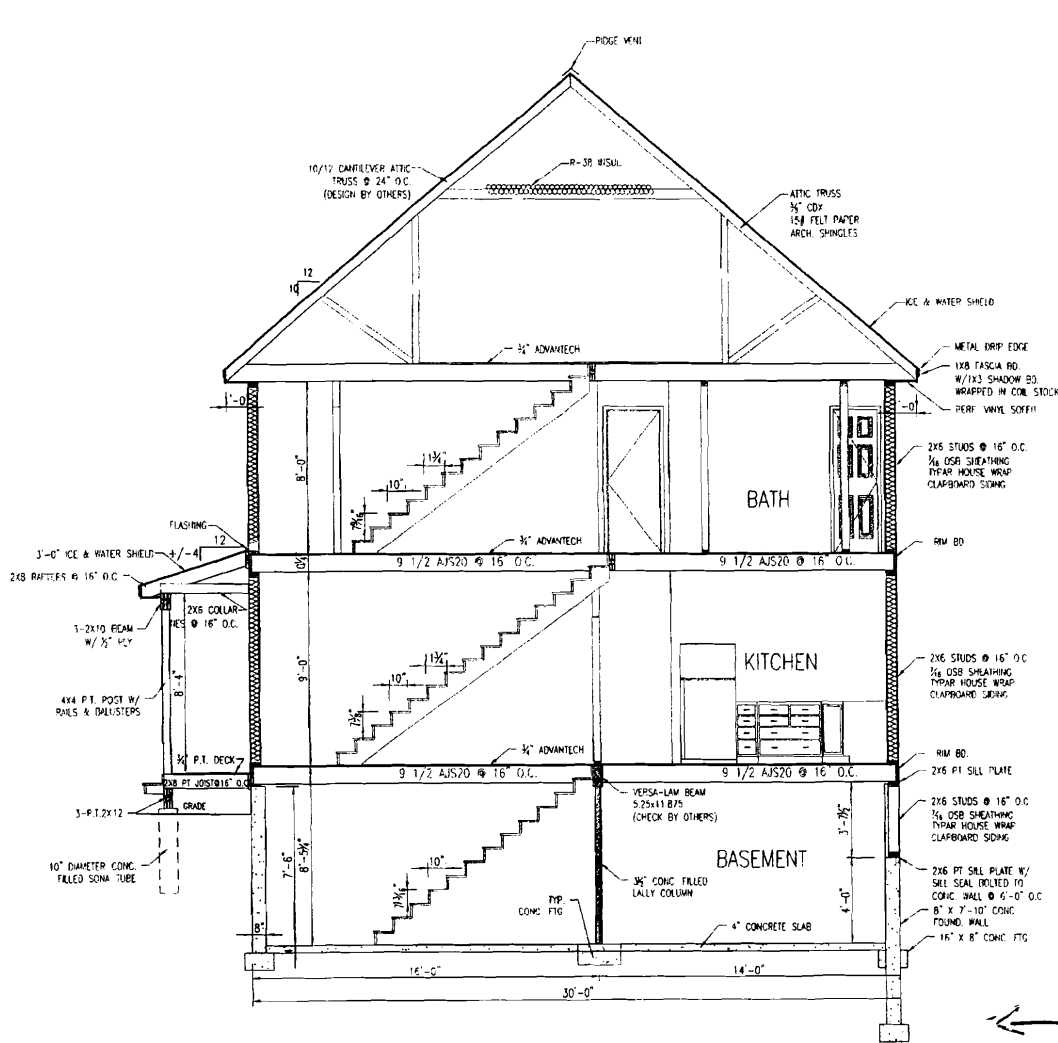 RIDGE VENT
10/12 CANTILEVER ATTIC
TRUSS @ 24" O.C.
(DESIGN BY OTHERS)
R-38 INSUL
ATTIC TRUSS
CDX
15# FELT PAPER
ARCH. SHINGLES
12
10
ICE & WATER SHIELD
3/4" ADVANTECH
METAL DRIP EDGE
1X8 FASCIA BD.
W/1X3 SHADOW BD.
WRAPPED IN COIL STOCK
PERF. VINYL SOFFIT
8'-0"
1 3/4"
10"
BATH
2X6 STUDS @ 16" O.C.
7/16 OSB SHEATHING
TYPAR HOUSE WRAP
CLAPBOARD SIDING
FLASHING
12
+/- 4
3'-0" ICE & WATER SHIELD
3/4" ADVANTECH
RIM BD
2X8 RAFTERS @ 16" O.C.
9 1/2 AJS20 @ 16" O.C.
9 1/2 AJS20 @ 16" O.C.
2X6 COLLAR
TIES @ 16" O.C.
3-2X10 BEAM
W/ 1/2" PLY
9'-0"
8'-4"
1 3/4"
10"
KITCHEN
2X6 STUDS @ 16" O.C.
7/16 OSB SHEATHING
TYPAR HOUSE WRAP
CLAPBOARD SIDING
4X4 P.T. POST W/
RAILS & BALUSTERS
3/4" ADVANTECH
RIM BD.
P.T. DECK
9 1/2 AJS20 @ 16" O.C.
9 1/2 AJS20 @ 16" O.C.
2X6 PT SILL PLATE
2X8 PT JOIST@16" O.C.
3-P.T.2X12
GRADE
VERSA-LAM BEAM
5.25x11.875
(CHECK BY OTHERS)
2X6 STUDS @ 16" O.C
7/16 OSB SHEATHING
TYPAR HOUSE WRAP
CLAPBOARD SIDING
3'-7 1/2"
7'-6"
8'-5 3/4"
10"
BASEMENT
10" DIAMETER CONC.
FILLED SONA TUBE
3 1/2" CONC. FILLED
LALLY COLUMN
2X6 PT SILL PLATE W/
SILL SEAL BOLTED TO
CONC. WALL @ 6'-0" O.C
4'-0"
TYP.
CONC FTG
8" X 7'-10" CONC
FOUND. WALL
8"
4" CONCRETE SLAB
16" X 8" CONC. FTG
16'-0"
14'-0"
30'-0"